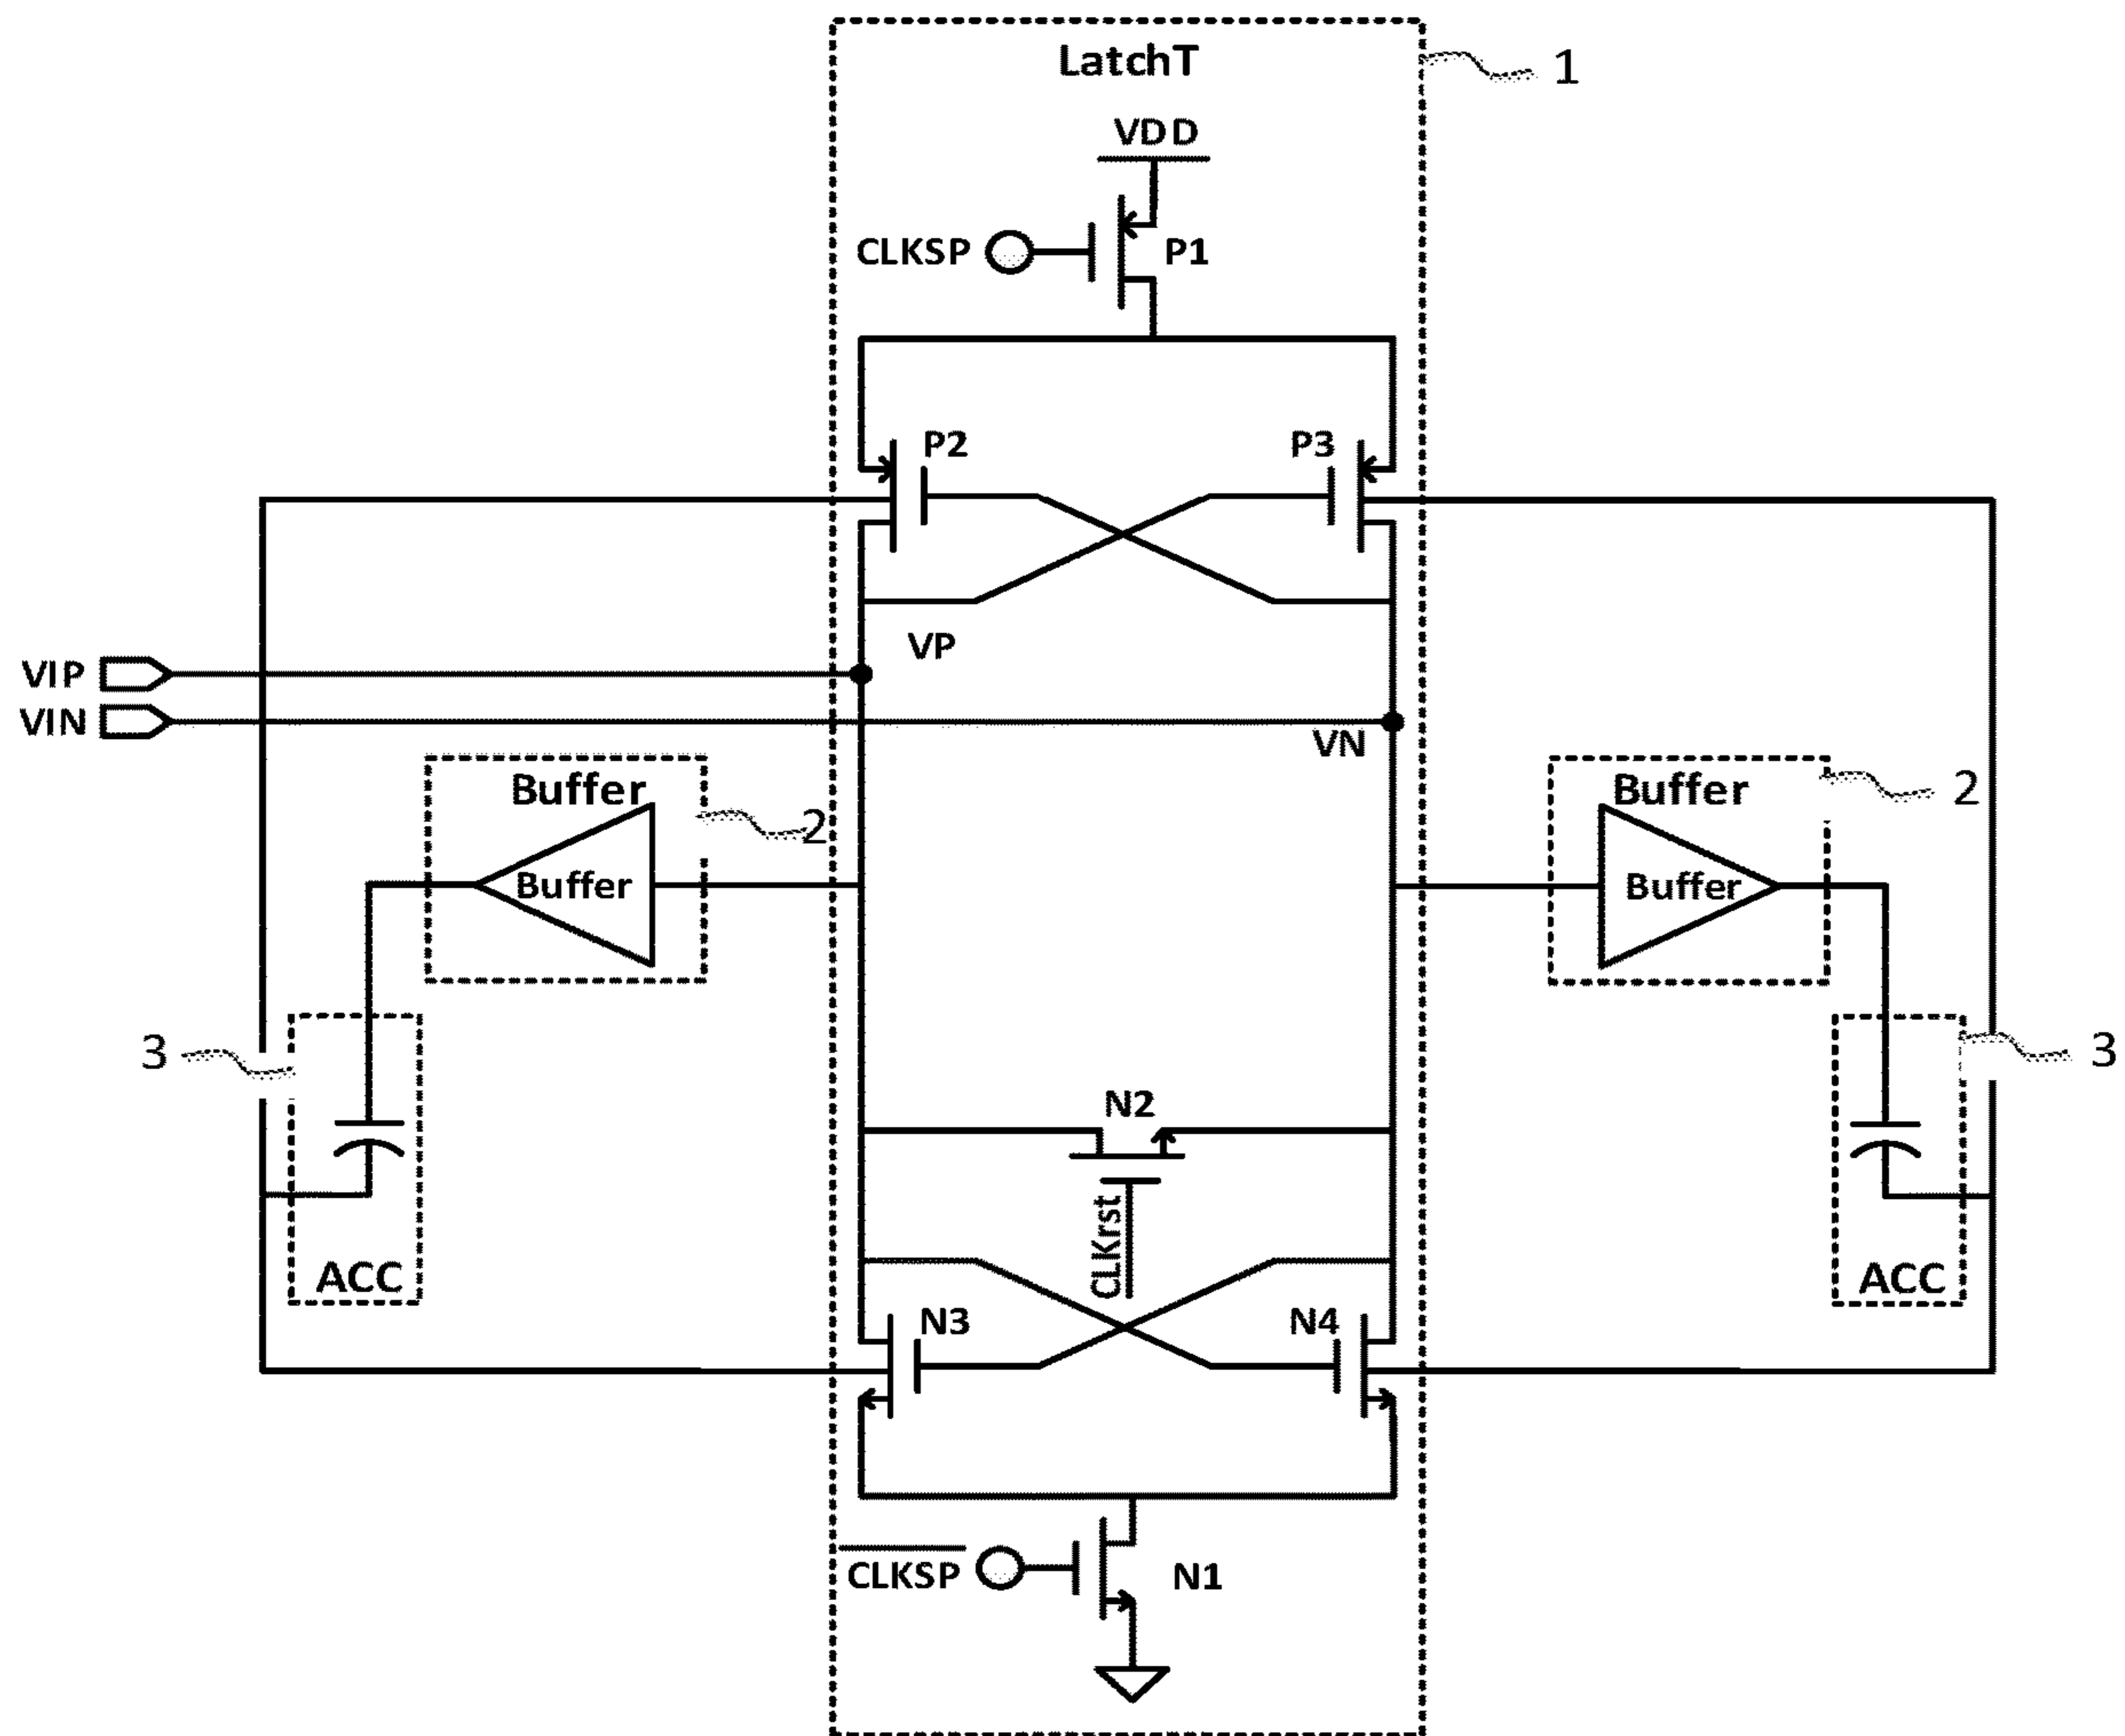 LatchT
1
VDD
CLKSP
P1
P2
P3
VP
VIP
VIN
VN
Buffer
2
Buffer
2
Buffer
Buffer
3
3
N2
CLKrst
ACC
ACC
N3
N4
CLKSP
N1